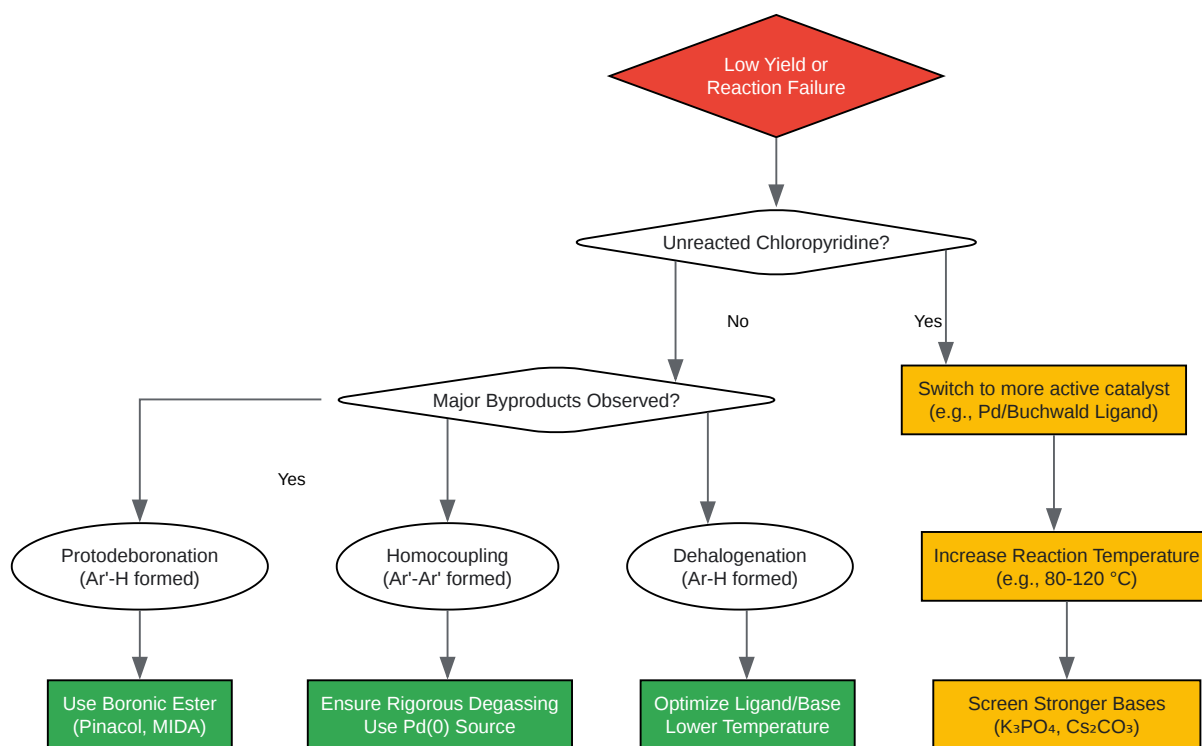 Low Yield or
Reaction Failure
Unreacted Chloropyridine?
No
Yes
Switch to more active catalyst
(e.g., Pd/Buchwald Ligand)
Major Byproducts Observed?
Yes
Protodeboronation
(Ar'-H formed)
Homocoupling
(Ar'-Ar' formed)
Dehalogenation
(Ar-H formed)
Increase Reaction Temperature
(e.g., 80-120 °C)
Use Boronic Ester
(Pinacol, MIDA)
Ensure Rigorous Degassing
Use Pd(0) Source
Optimize Ligand/Base
Lower Temperature
Screen Stronger Bases
(K₃PO₄, Cs₂CO₃)